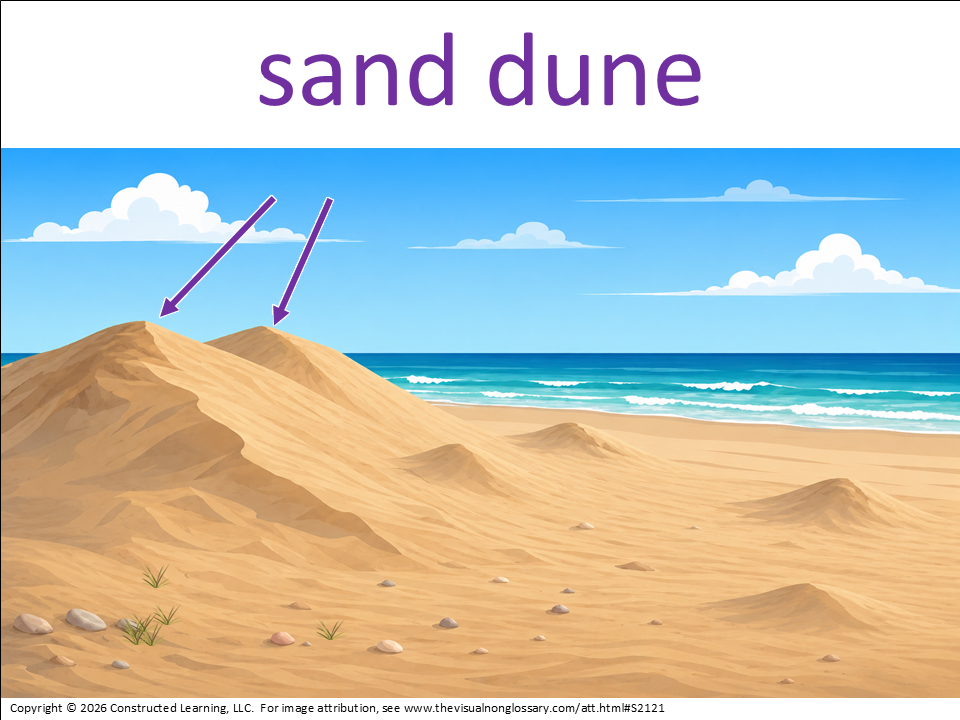 sand dune
Copyright © 2026 Constructed Learning, LLC.  For image attribution, see www.thevisualnonglossary.com/att.html#S2121